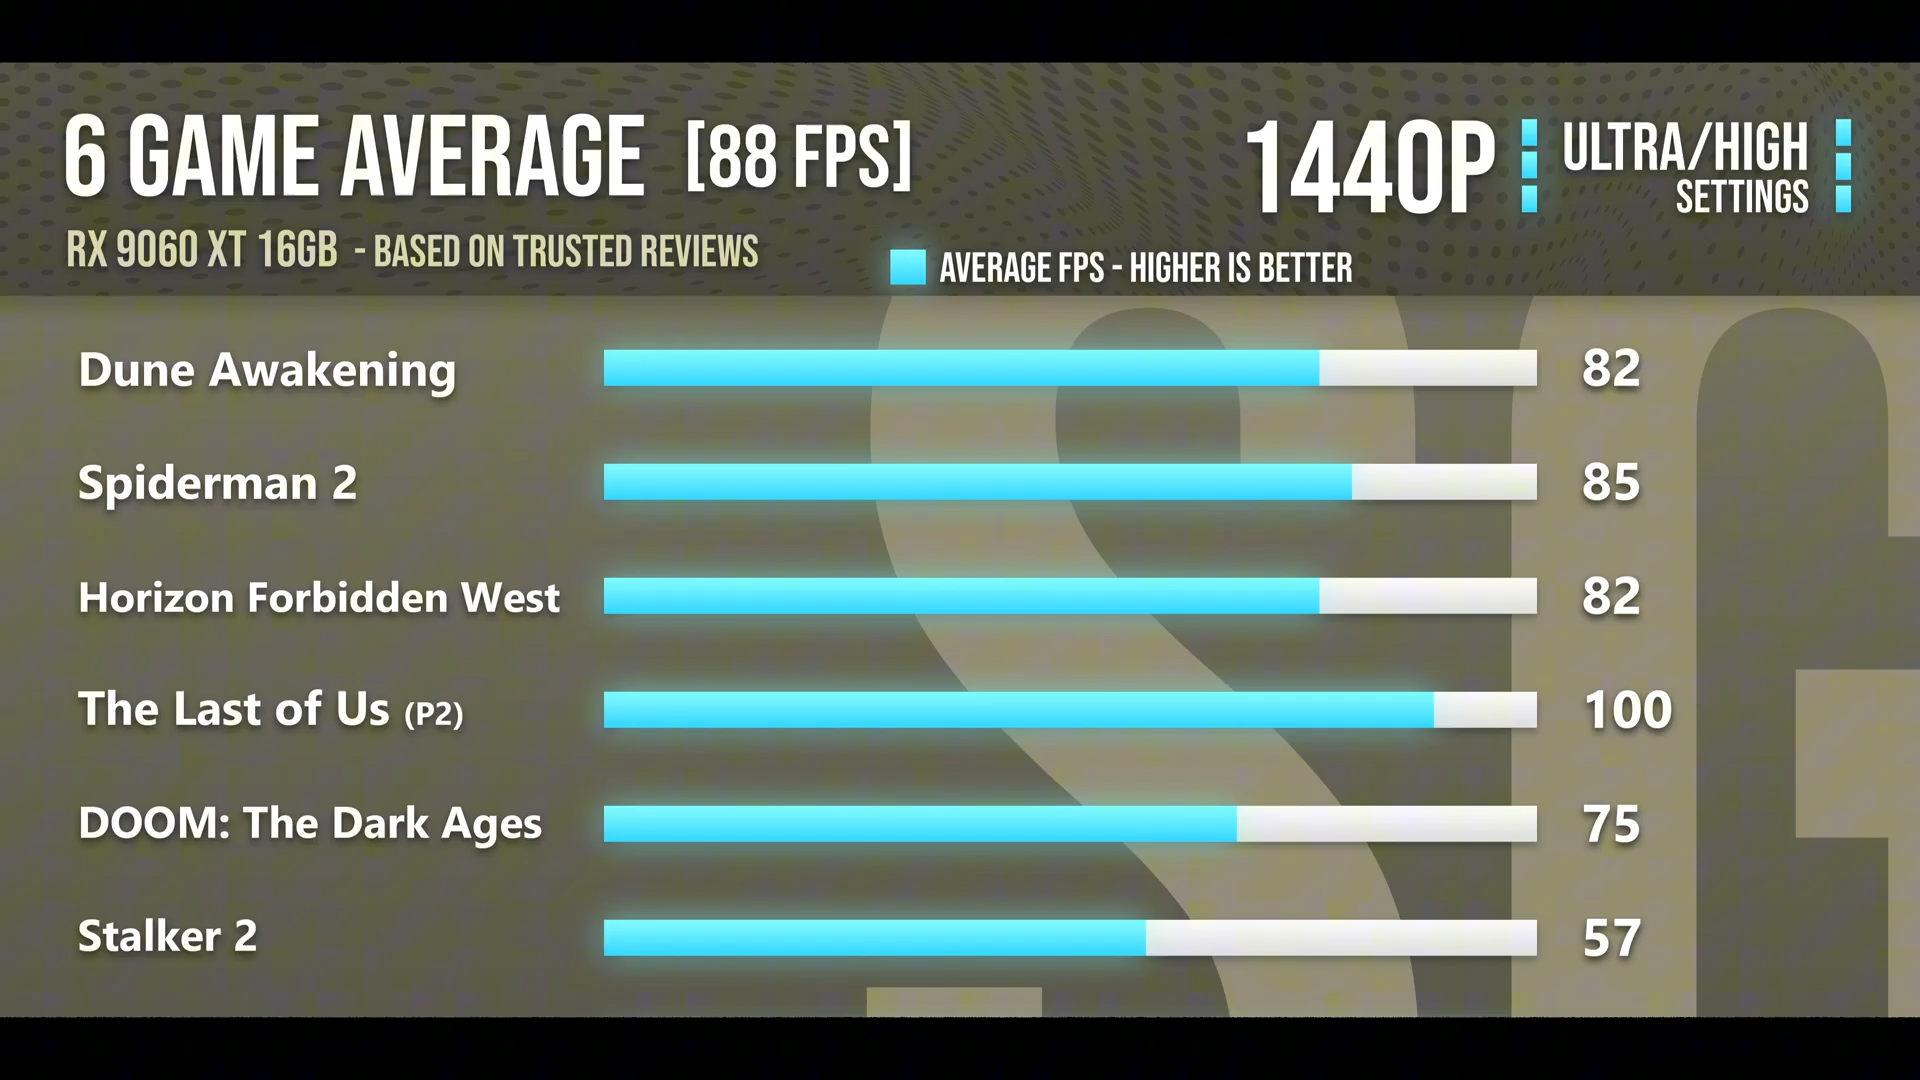 6 GAME AVERAGE [88 FPS]
1440P
ULTRA/HIGH
SETTINGS
RX 9060 XT 16GB - BASED ON TRUSTED REVIEWS
AVERAGE FPS - HIGHER IS BETTER
Dune Awakening 82
Spiderman 2 85
Horizon Forbidden West 82
The Last of Us (P2) 100
DOOM: The Dark Ages 75
Stalker 2 57